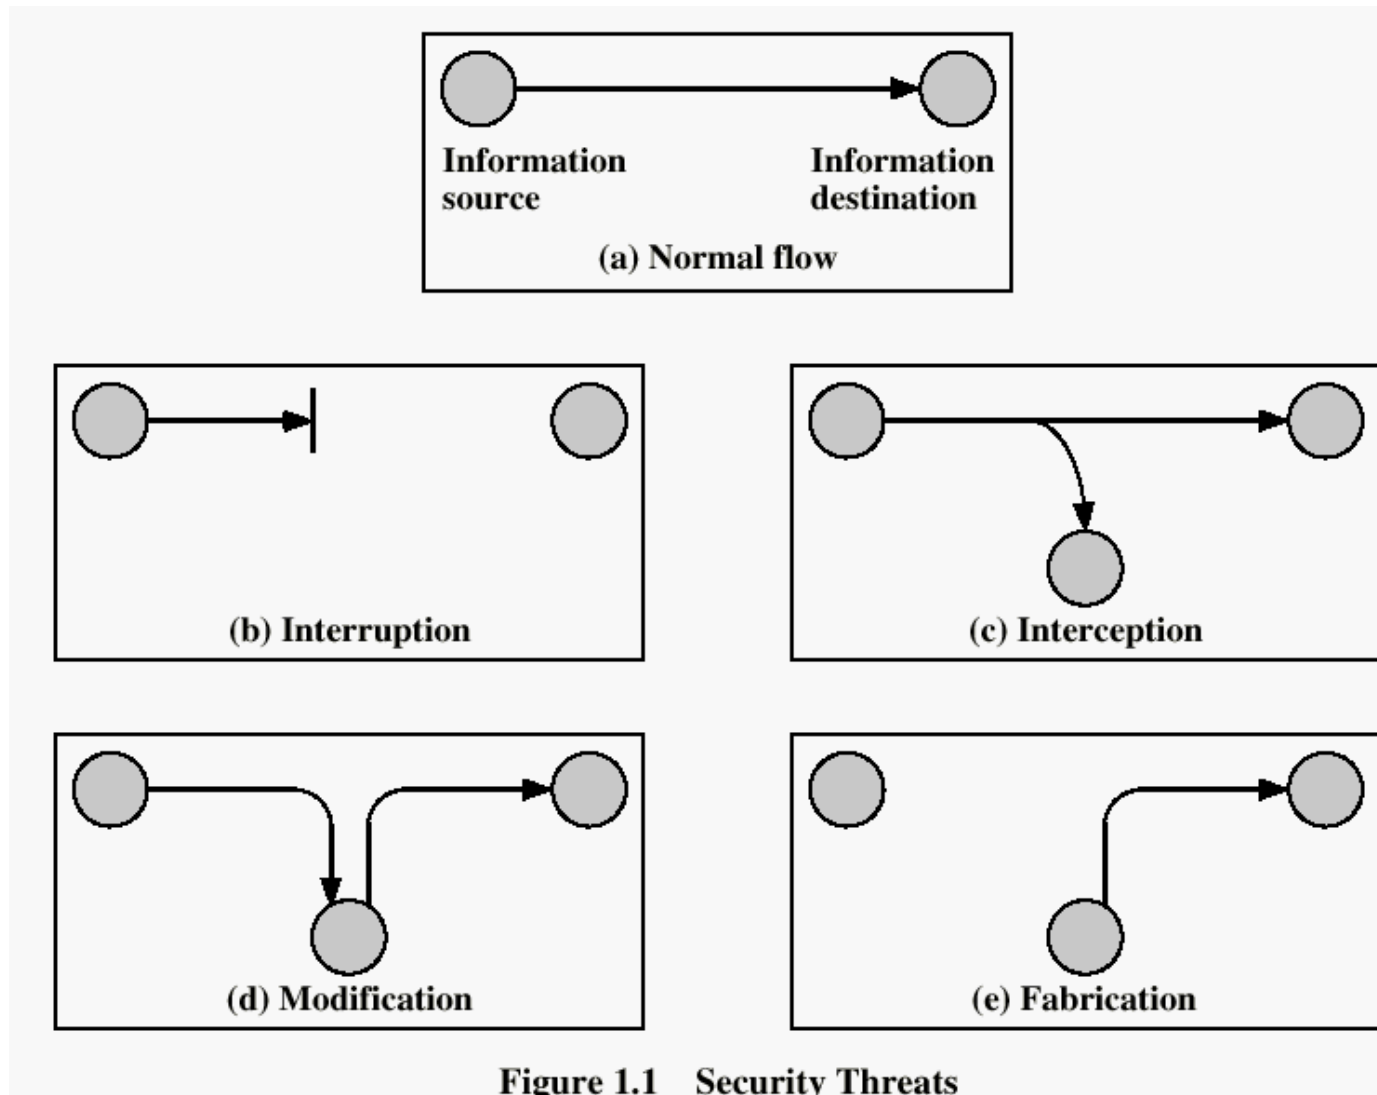 Information
source
Information
destination
(a) Normal flow
(b) Interruption
(c) Interception
(d) Modification
(e) Fabrication
Figure 1.1 Security Threats